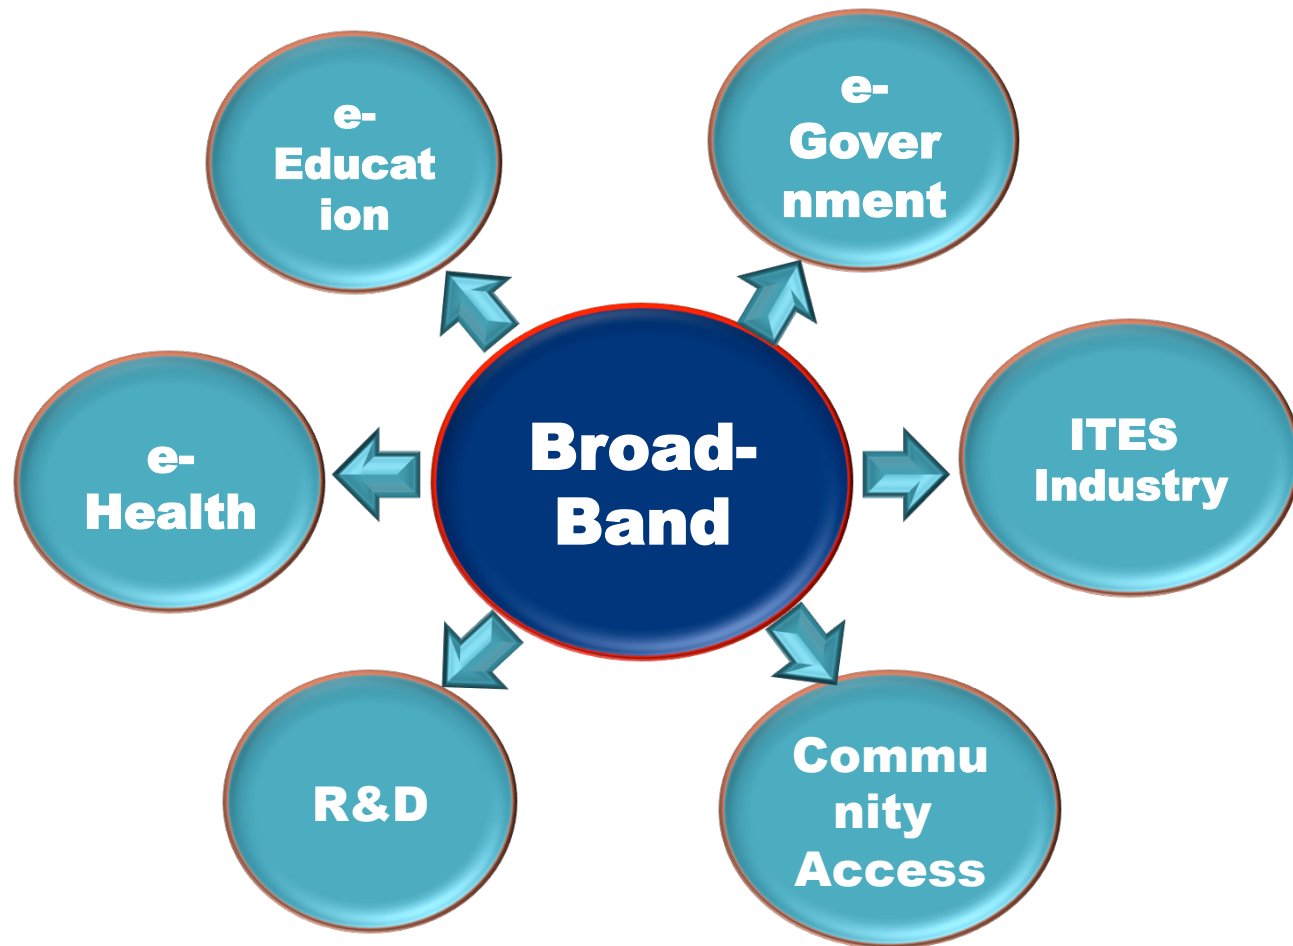 e-
Educat
ion
e-
Gover
nment
e-
Health
Broad-
Band
ITES
Industry
R&D
Commu
nity
Access